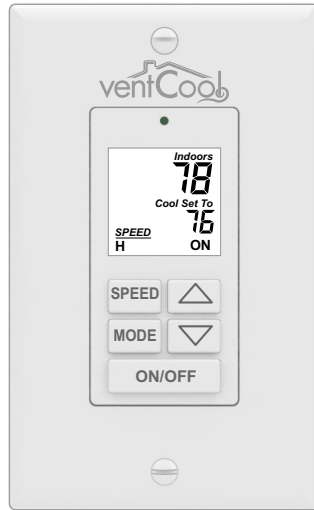 ventCool
Indoors
78
Cool Set To
76
SPEED
H ON
SPEED
MODE
ON/OFF